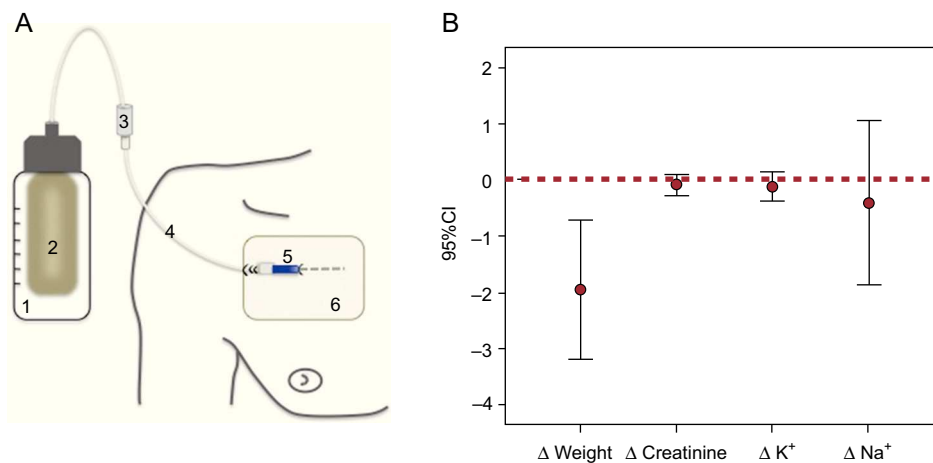 A
1
2
3
4
5
6
B
95%CI
2
1
0
–1
–2
–3
–4
Δ Weight
Δ Creatinine
Δ K⁺
Δ Na⁺